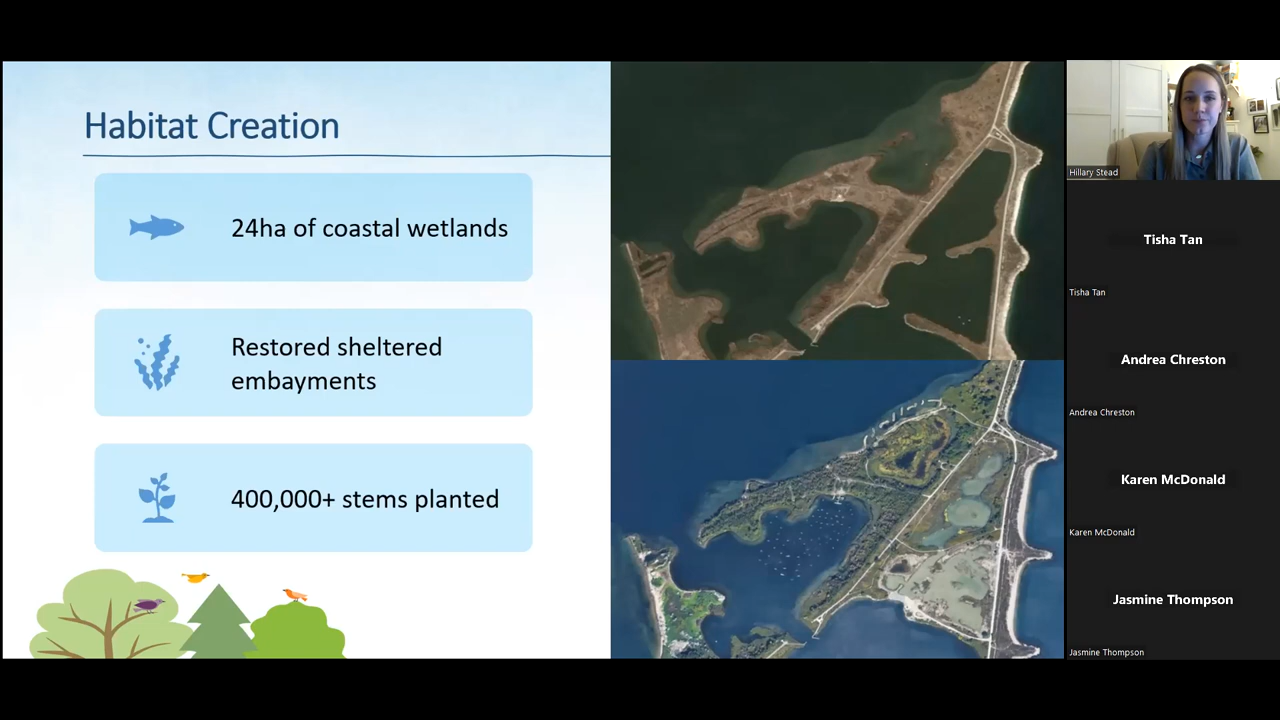 Habitat Creation
24ha of coastal wetlands
Restored sheltered
embayments
400,000+ stems planted
Hillary Stead
Tisha Tan
Tisha Tan
Andrea Chreston
Andrea Chreston
Karen McDonald
Karen McDonald
Jasmine Thompson
Jasmine Thompson